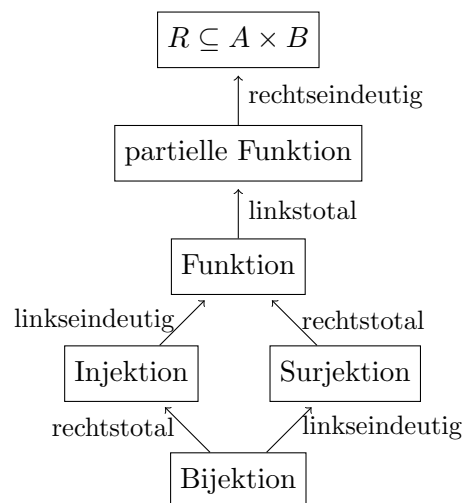 R ⊆ A × B
rechtseindeutig
partielle Funktion
linkstotal
Funktion
linkseindeutig
rechtstotal
Injektion
Surjektion
rechtstotal
linkseindeutig
Bijektion